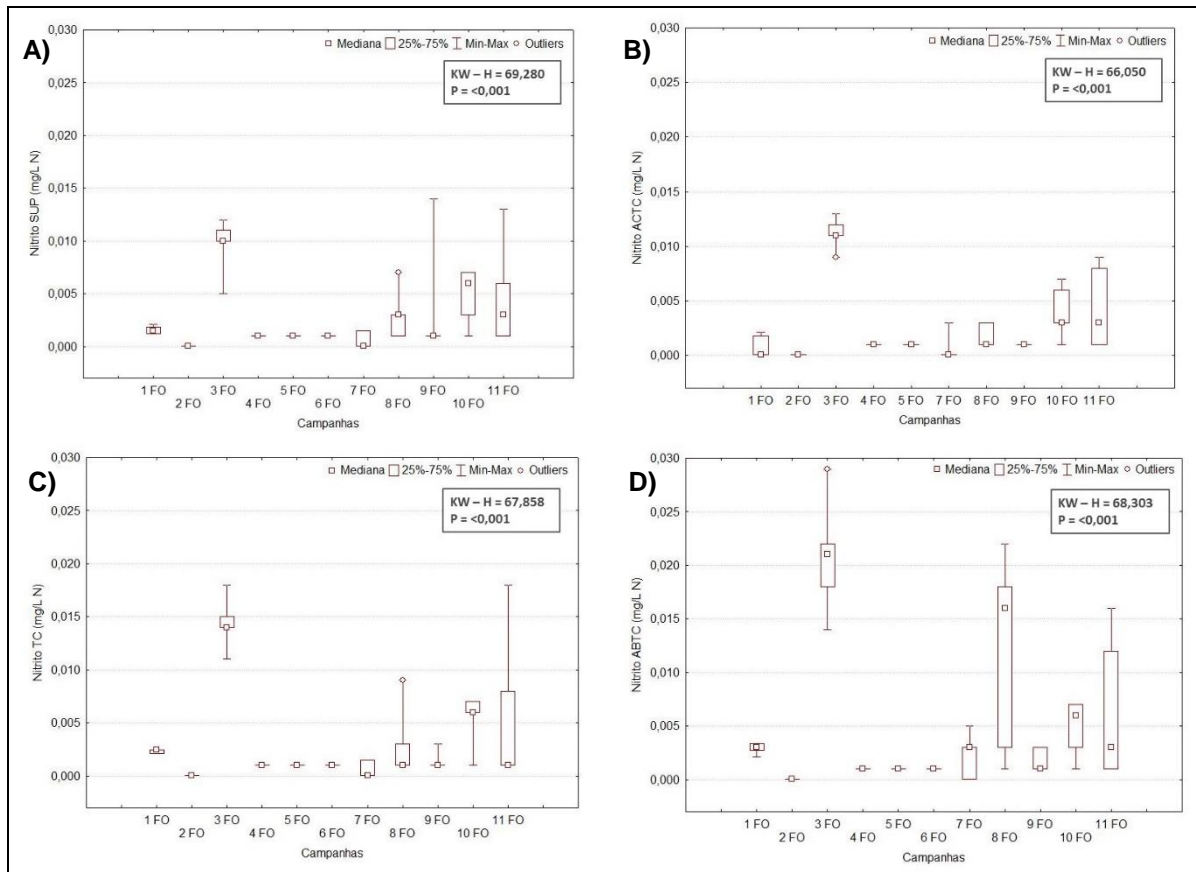 A)
0,030
0,025
0,020
0,015
0,010
0,005
0,000
Nitrito SUP (mg/L N)
Mediana 25%-75% Min-Max Outliers
KW – H = 69,280
P = <0,001
1 FO 3 FO 5 FO 7 FO 9 FO 11 FO
2 FO 4 FO 6 FO 8 FO 10 FO
Campanhas
B)
0,030
0,025
0,020
0,015
0,010
0,005
0,000
Nitrito ACTC (mg/L N)
Mediana 25%-75% Min-Max Outliers
KW – H = 66,050
P = <0,001
1 FO 3 FO 5 FO 7 FO 9 FO 11 FO
2 FO 4 FO 6 FO 8 FO 10 FO
Campanhas
C)
0,030
0,025
0,020
0,015
0,010
0,005
0,000
Nitrito TC (mg/L N)
Mediana 25%-75% Min-Max Outliers
KW – H = 67,858
P = <0,001
1 FO 3 FO 5 FO 7 FO 9 FO 11 FO
2 FO 4 FO 6 FO 8 FO 10 FO
Campanhas
D)
0,030
0,025
0,020
0,015
0,010
0,005
0,000
Nitrito ABTC (mg/L N)
Mediana 25%-75% Min-Max Outliers
KW – H = 68,303
P = <0,001
1 FO 3 FO 5 FO 7 FO 9 FO 11 FO
2 FO 4 FO 6 FO 8 FO 10 FO
Campanhas